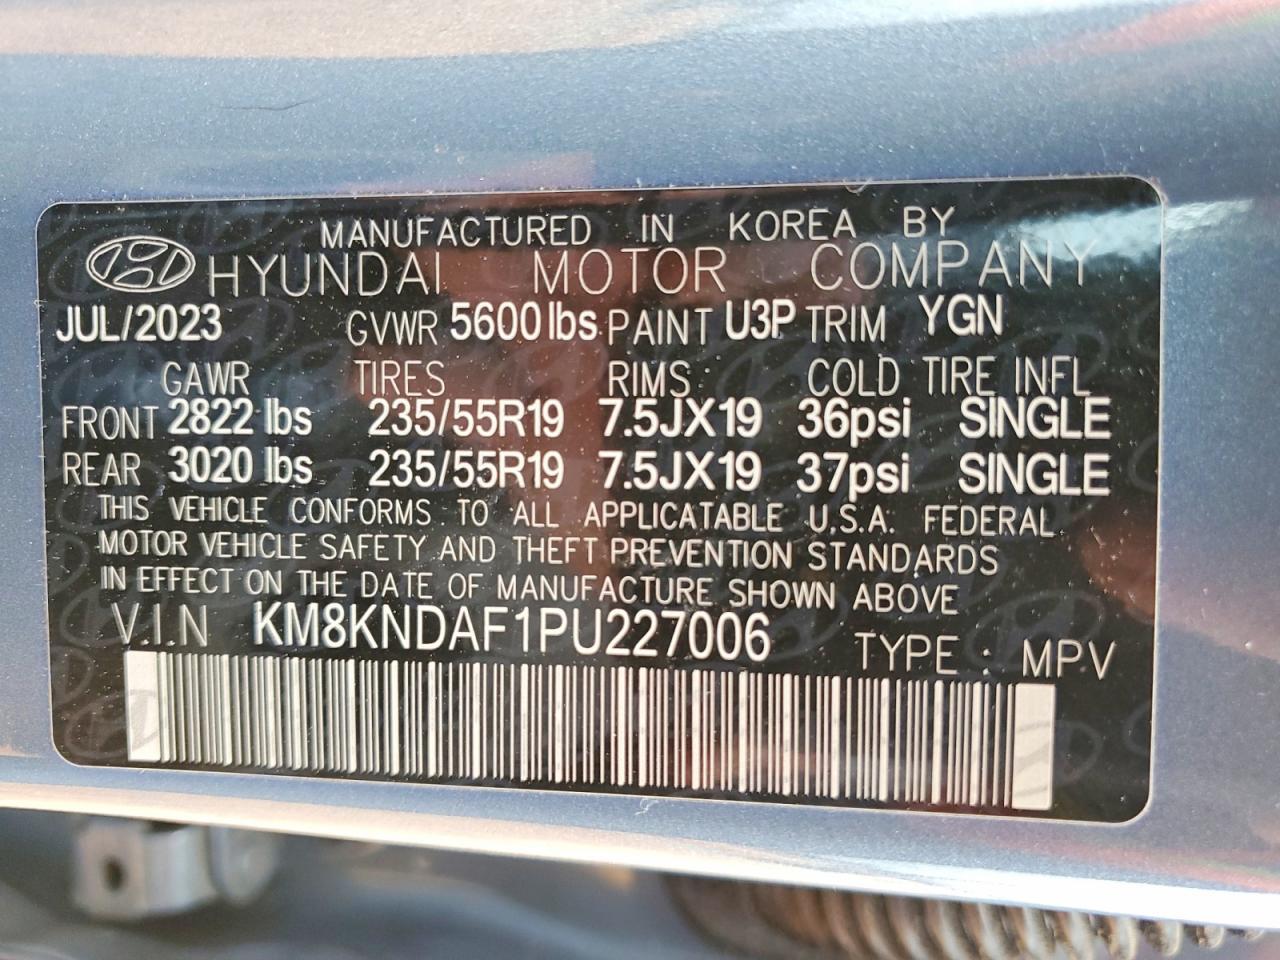 MANUFACTURED IN KOREA BY
HYUNDAI MOTOR COMPANY
JUL/2023 GVWR 5600 lbs PAINT U3P TRIM YGN
GAWR TIRES RIMS COLD TIRE INFL
FRONT 2822 lbs 235/55R19 7.5JX19 36psi SINGLE
REAR 3020 lbs 235/55R19 7.5JX19 37psi SINGLE
THIS VEHICLE CONFORMS TO ALL APPLICATABLE U.S.A. FEDERAL
MOTOR VEHICLE SAFETY AND THEFT PREVENTION STANDARDS
IN EFFECT ON THE DATE OF MANUFACTURE SHOWN ABOVE
V.I.N KM8KNDAF1PU227006 TYPE : MPV